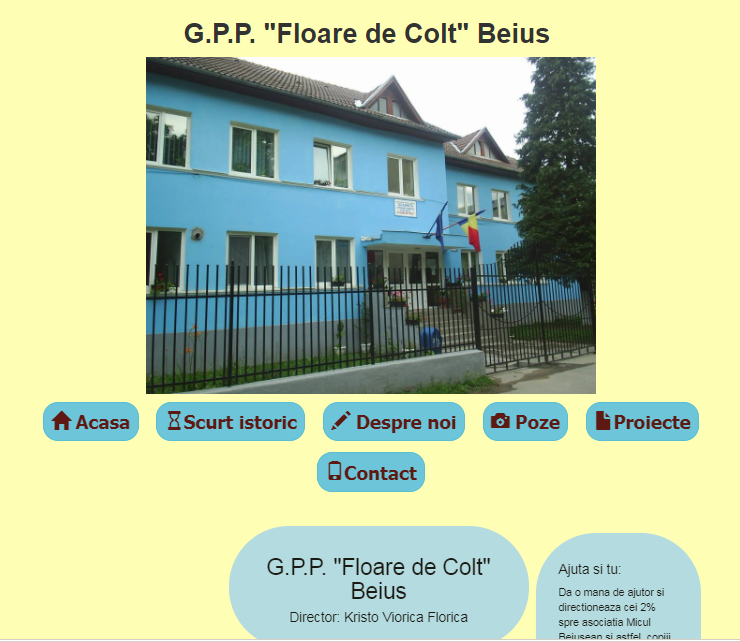 G.P.P. "Floare de Colt" Beius
Acasa
Scurt istoric
Despre noi
Poze
Proiecte
Contact
G.P.P. "Floare de Colt"
Beius
Director: Kristo Viorica Florica
Ajuta si tu:
Da o mana de ajutor si
directioneaza cei 2%
spre asociatia Micul
Beiusean si astfel, copiii